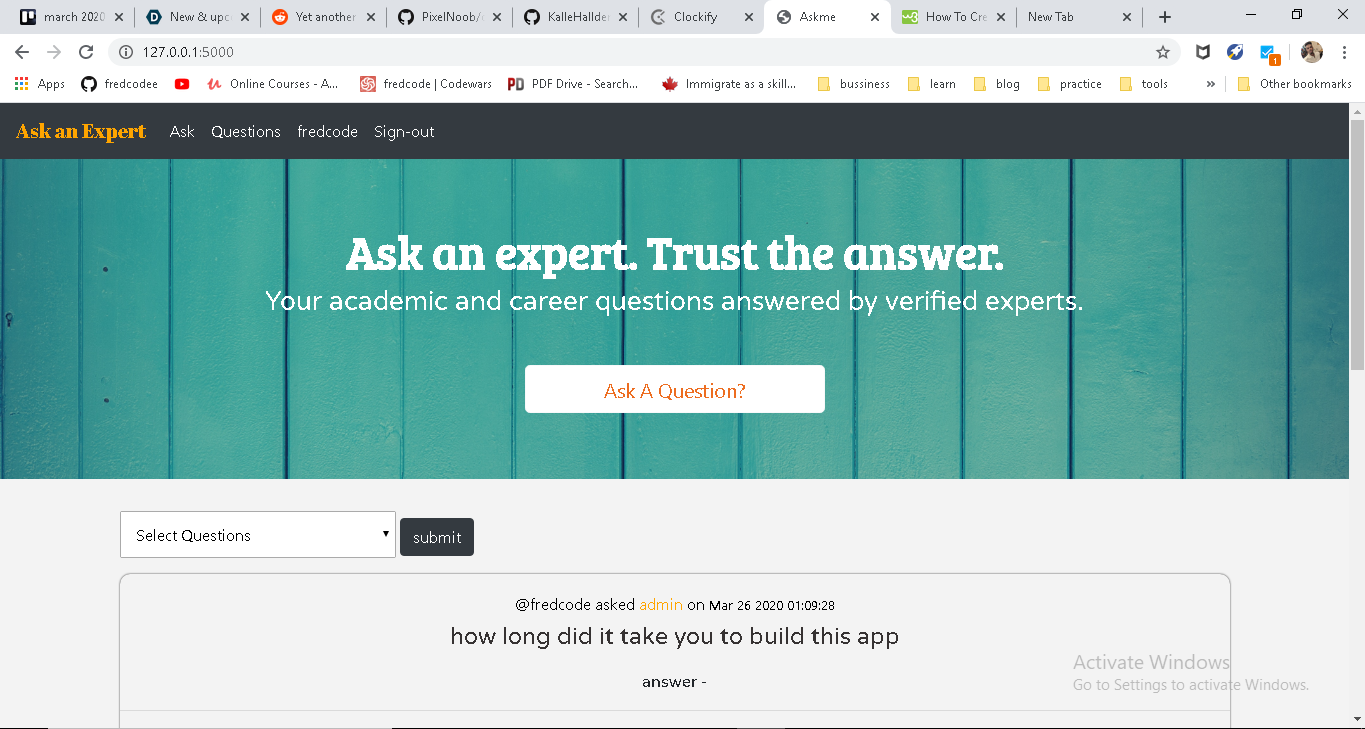 march 2020
New & upc
Yet another
PixelNoob/
KalleHallde
Clockify
Askme
How To Cre
New Tab
127.0.0.1:5000
1
Apps
fredcodee
Online Courses - A...
fredcode | Codewars
PD
PDF Drive - Search...
Immigrate as a skill...
bussiness
learn
blog
practice
tools
»
Other bookmarks
Ask an Expert
Ask
Questions
fredcode
Sign-out
Ask an expert. Trust the answer.
Your academic and career questions answered by verified experts.
Ask A Question?
Select Questions
submit
@fredcode asked admin on Mar 26 2020 01:09:28
how long did it take you to build this app
answer -
Activate Windows
Go to Settings to activate Windows.